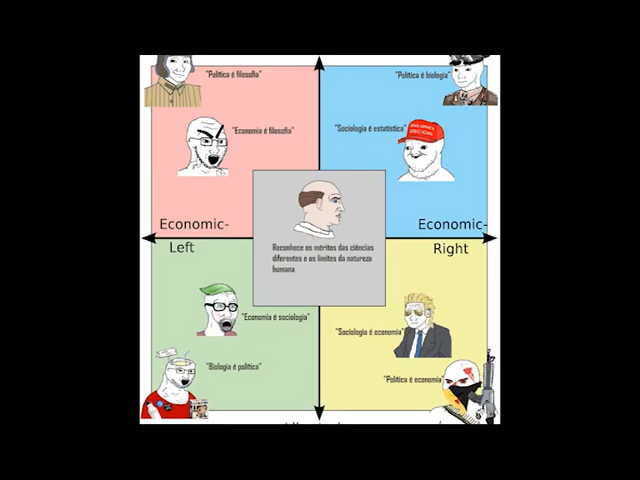 "Política é filosofia"
"Política é biologia"
"Economia é filosofia"
"Sociologia é estatística"
Economic-
Left
Economic-
Right
Reconhece os méritos das ciências
diferentes e os limites da natureza
humana
"Economia é sociologia"
"Sociologia é economia"
"Biologia é política"
"Política é economia"